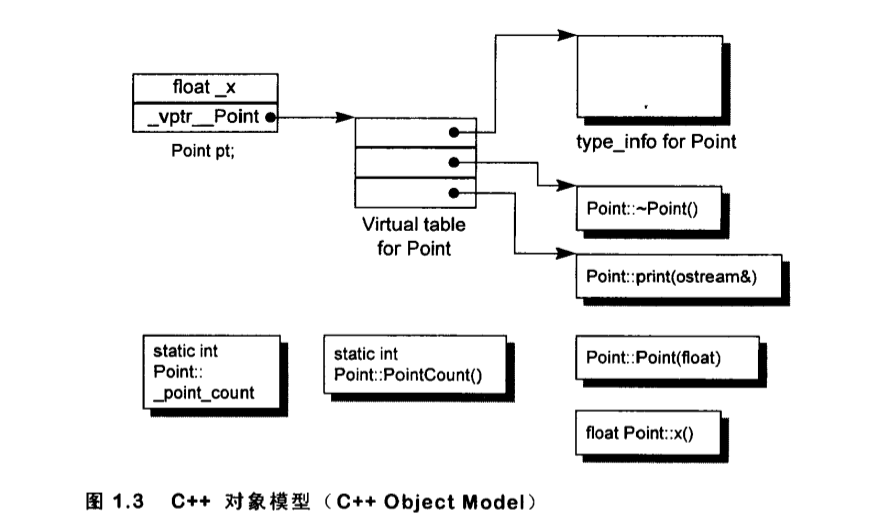 float _x
_vptr__Point
Point pt;
Virtual table
for Point
type_info for Point
Point::~Point()
Point::print(ostream&)
static int
Point::
_point_count
static int
Point::PointCount()
Point::Point(float)
float Point::x()
图 1.3 C++ 对象模型（C++ Object Model）